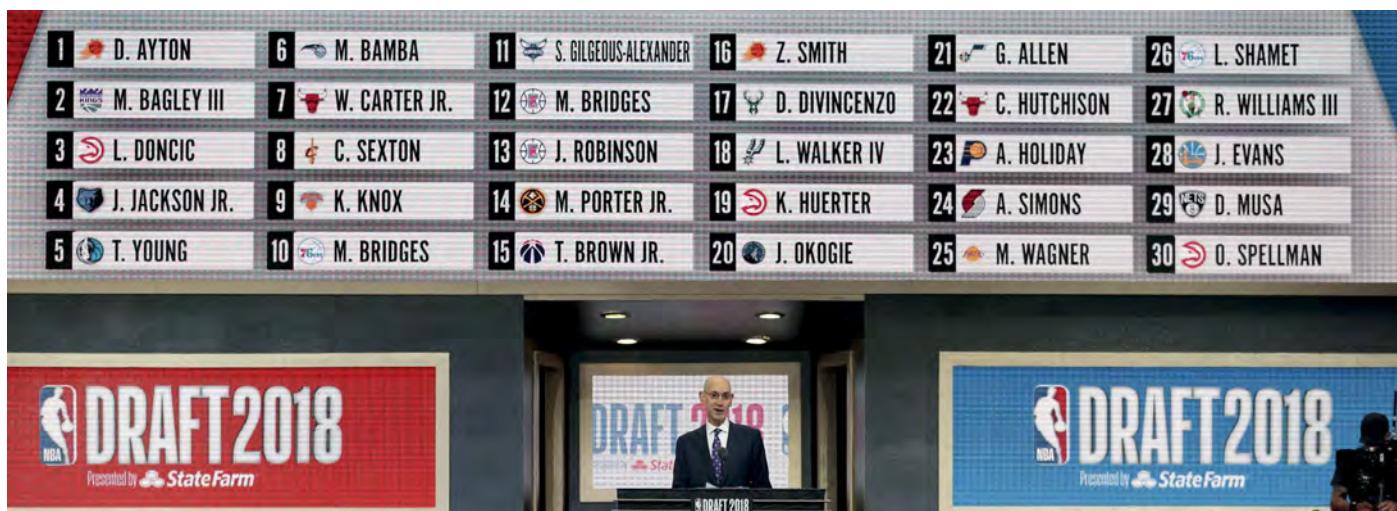 1 D. AYTON
2 M. BAGLEY III
3 L. DONCIC
4 J. JACKSON JR.
5 T. YOUNG
6 M. BAMBA
7 W. CARTER JR.
8 C. SEXTON
9 K. KNOX
10 M. BRIDGES
11 S. GILGEOUS-ALEXANDER
12 M. BRIDGES
13 J. ROBINSON
14 M. PORTER JR.
15 T. BROWN JR.
16 Z. SMITH
17 D. DIVINCENZO
18 L. WALKER IV
19 K. HUERTER
20 J. OKOGIE
21 G. ALLEN
22 C. HUTCHISON
23 A. HOLIDAY
24 A. SIMONS
25 M. WAGNER
26 L. SHAMET
27 R. WILLIAMS III
28 J. EVANS
29 D. MUSA
30 O. SPELLMAN
NBA DRAFT 2018
Presented by State Farm
DRAFT 2018
DRAFT 2018
NBA DRAFT 2018
Presented by State Farm